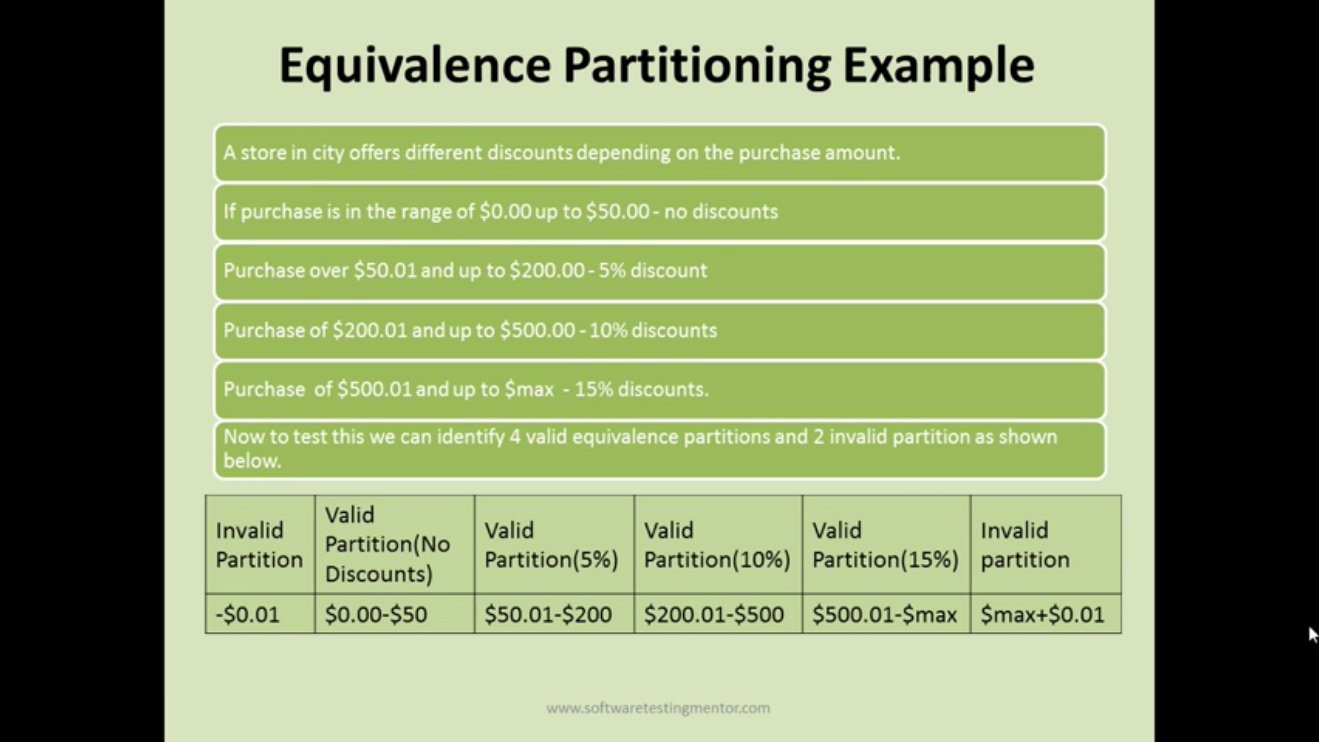 Equivalence Partitioning Example
A store in city offers different discounts depending on the purchase amount.
If purchase is in the range of $0.00 up to $50.00 - no discounts
Purchase over $50.01 and up to $200.00 - 5% discount
Purchase of $200.01 and up to $500.00 - 10% discounts
Purchase of $500.01 and up to $max - 15% discounts.
Now to test this we can identify 4 valid equivalence partitions and 2 invalid partition as shown
below.
Invalid
Partition
Valid
Partition(No
Discounts)
Valid
Partition(5%)
Valid
Partition(10%)
Valid
Partition(15%)
Invalid
partition
-$0.01
$0.00-$50
$50.01-$200
$200.01-$500
$500.01-$max
$max+$0.01
www.softwaretestingmentor.com